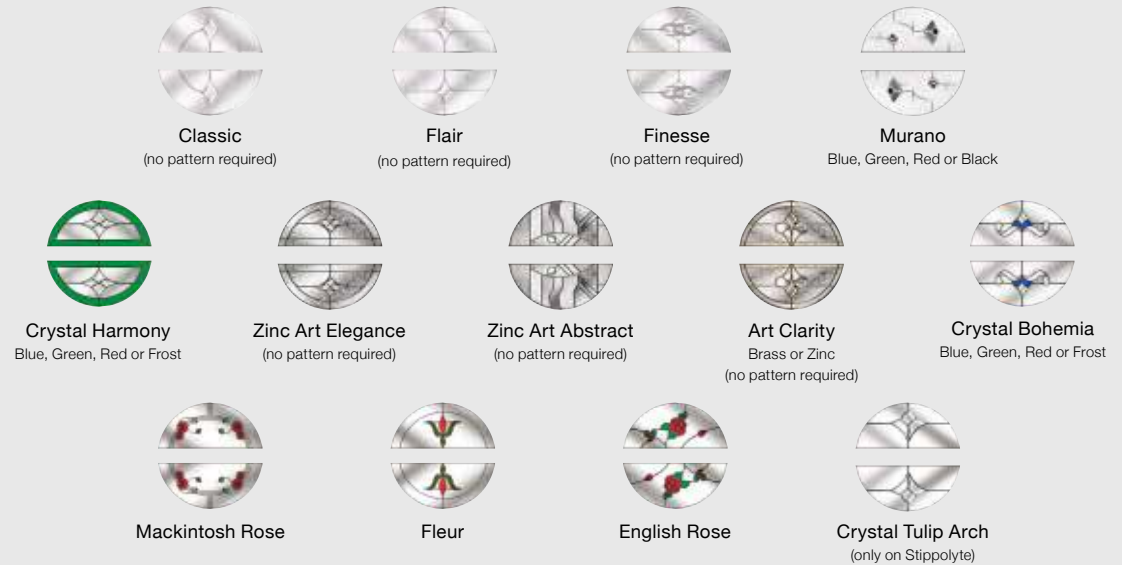 Classic
(no pattern required)
Flair
(no pattern required)
Finesse
(no pattern required)
Murano
Blue, Green, Red or Black
Crystal Harmony
Blue, Green, Red or Frost
Zinc Art Elegance
(no pattern required)
Zinc Art Abstract
(no pattern required)
Art Clarity
Brass or Zinc
(no pattern required)
Crystal Bohemia
Blue, Green, Red or Frost
Mackintosh Rose
Fleur
English Rose
Crystal Tulip Arch
(only on Stippolyte)